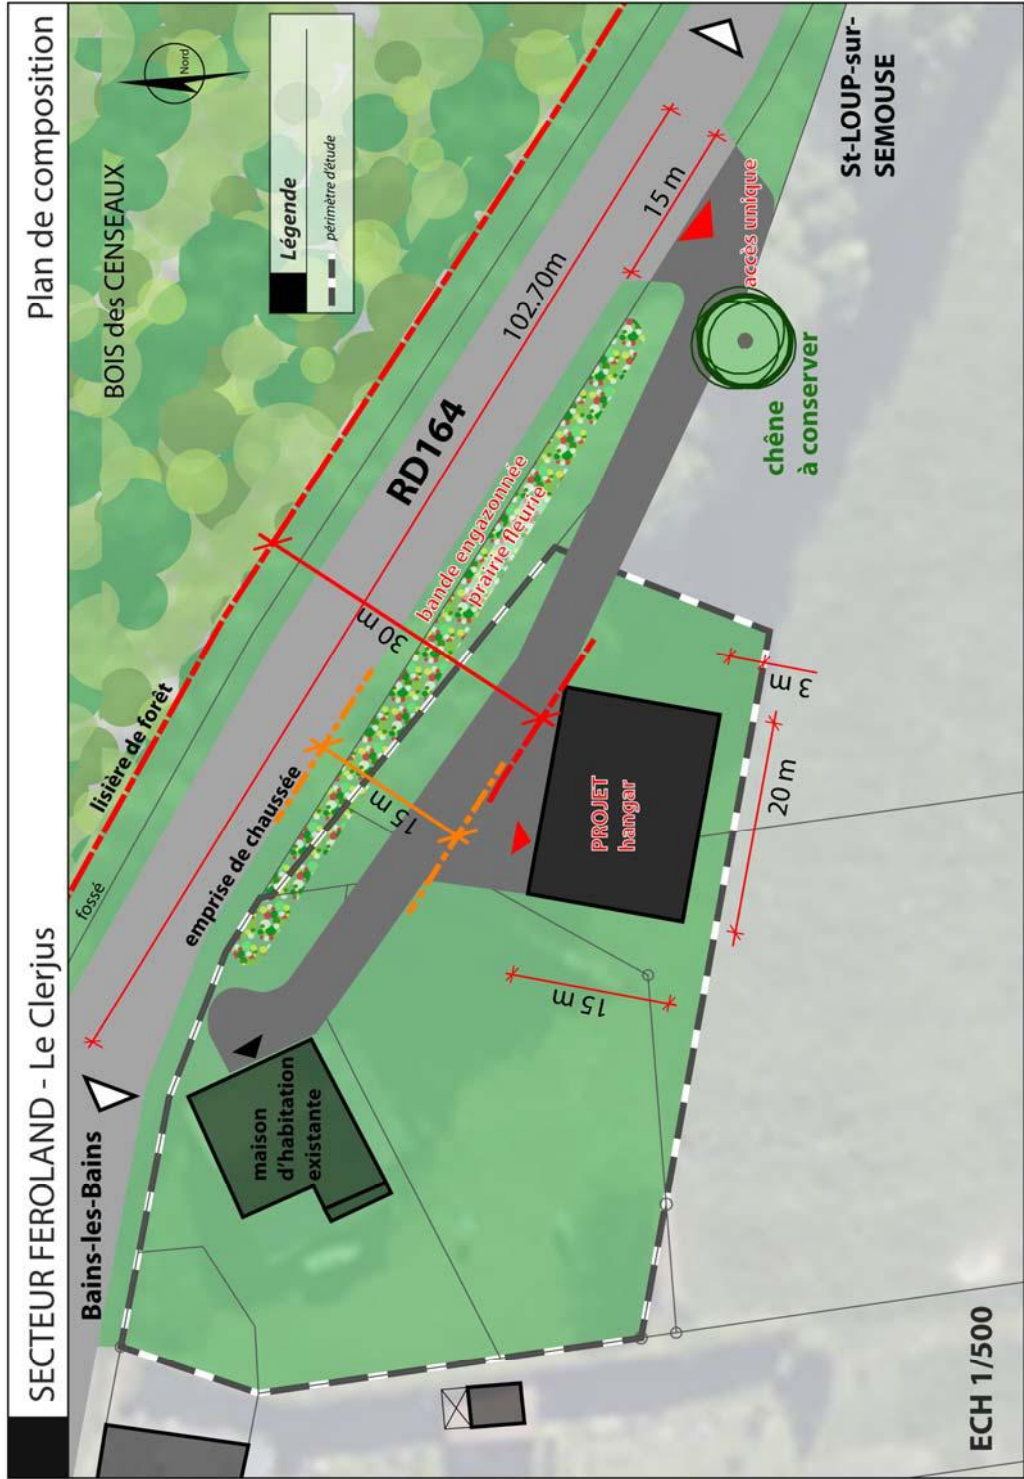 SECTEUR FEROLAND - Le Clerjus
Plan de composition
Bains-les-Bains
fossé
lisière de forêt
BOIS des CENSEAUX
Nord
Légende
périmètre d'étude
emprise de chaussée
RD164
102.70m
30 m
15 m
15 m
bande engazonnée
prairie fleurie
maison
d'habitation
existante
15 m
PROJET
hangar
20 m
3 m
accès unique
chêne
à conserver
St-LOUP-sur-
SEMOUSE
ECH 1/500